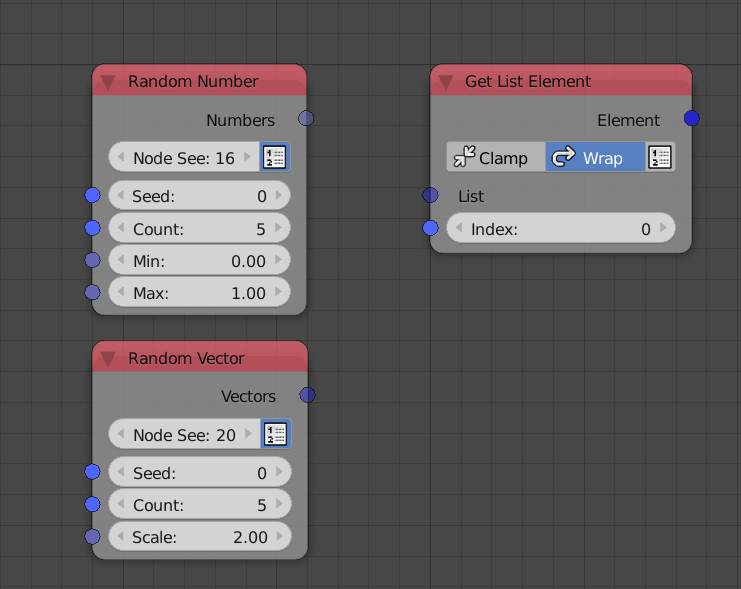 Random Number
Numbers
Node See: 16
Seed: 0
Count: 5
Min: 0.00
Max: 1.00
Get List Element
Element
Clamp Wrap
List
Index: 0
Random Vector
Vectors
Node See: 20
Seed: 0
Count: 5
Scale: 2.00